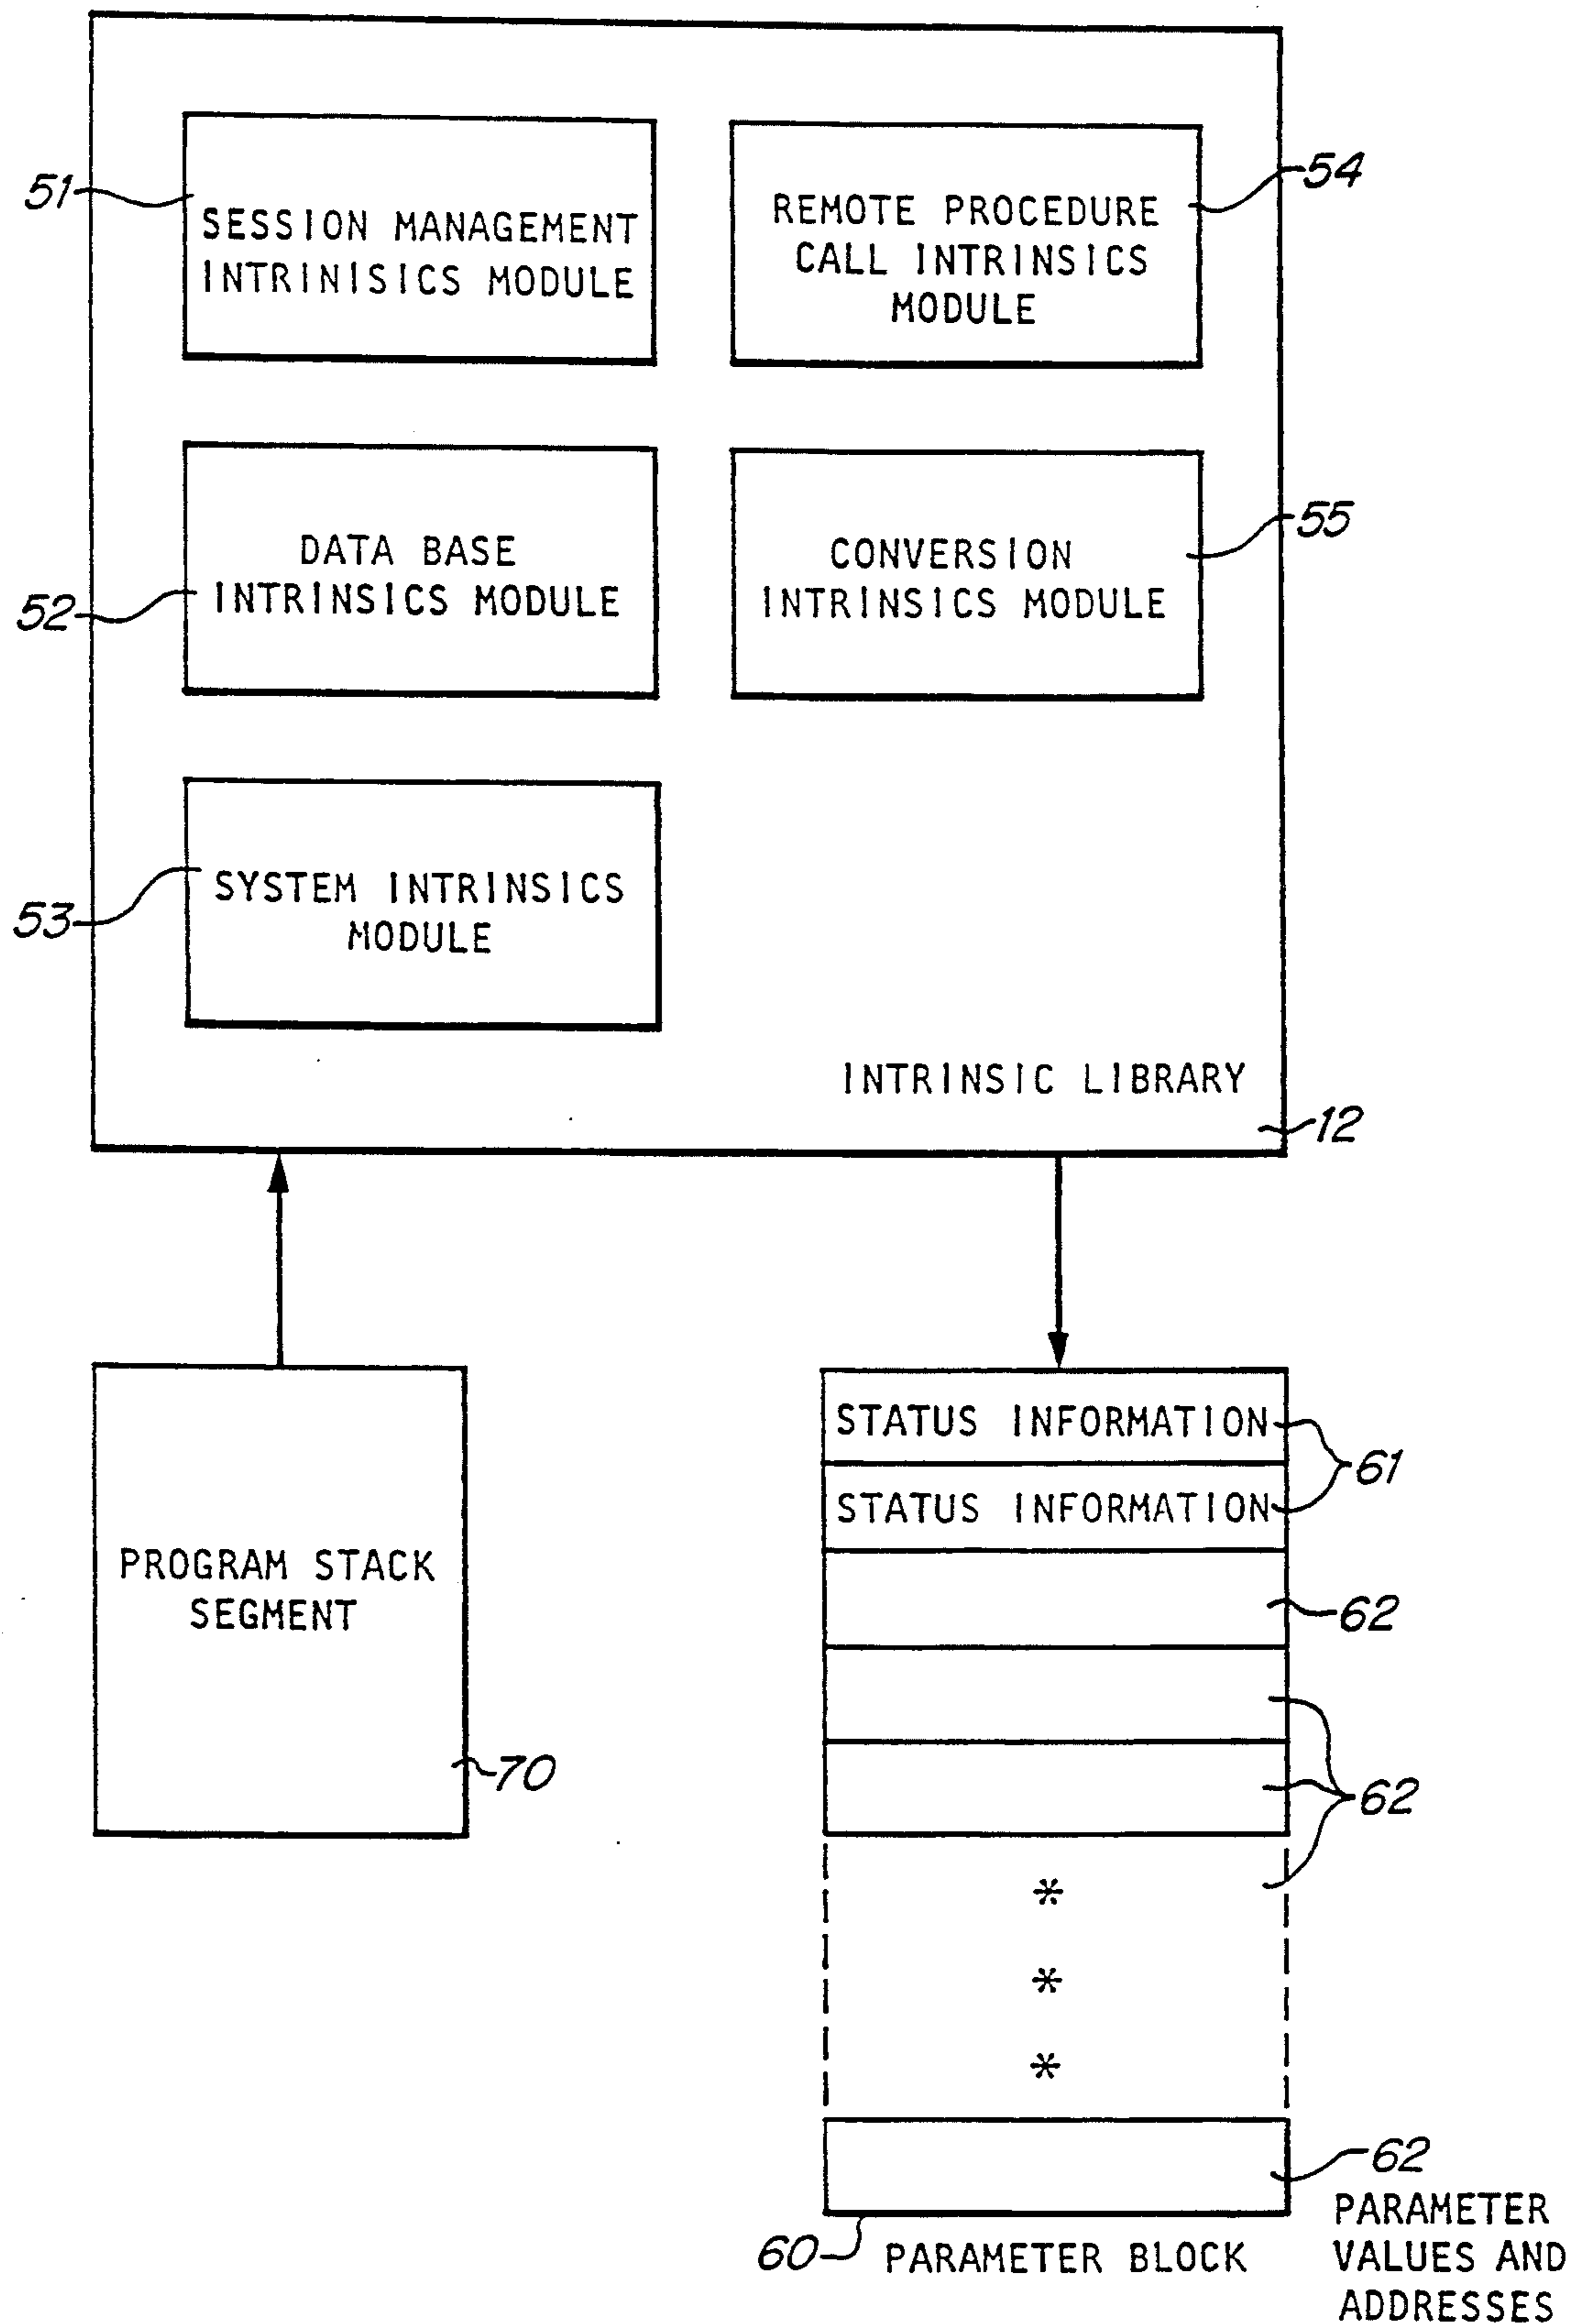 51
SESSION MANAGEMENT
INTRINISICS MODULE
54
REMOTE PROCEDURE
CALL INTRINSICS
MODULE
52
DATA BASE
INTRINSICS MODULE
55
CONVERSION
INTRINSICS MODULE
53
SYSTEM INTRINSICS
MODULE
INTRINSIC LIBRARY
12
PROGRAM STACK
SEGMENT
70
STATUS INFORMATION
STATUS INFORMATION
61
62
62
*
*
*
62
60
PARAMETER BLOCK
PARAMETER
VALUES AND
ADDRESSES